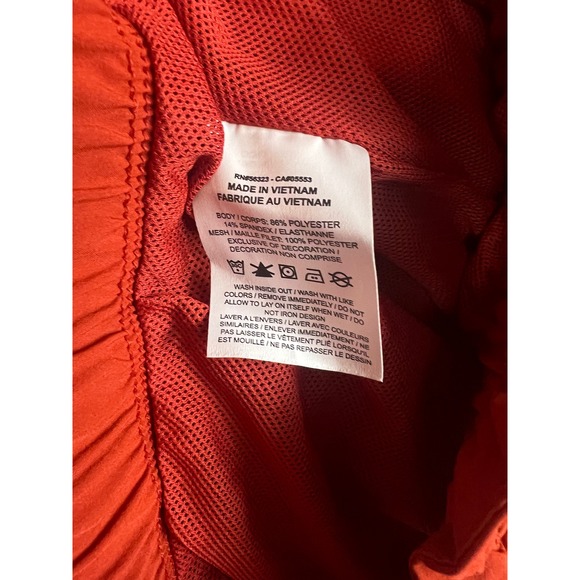 RN#56323 - CA#05553
MADE IN VIETNAM
FABRIQUE AU VIETNAM
BODY / CORPS: 86% POLYESTER
14% SPANDEX / ELASTHANNE
MESH / MAILLE FILET: 100% POLYESTER
EXCLUSIVE OF DECORATION /
DECORATION NON COMPRISE
WASH INSIDE OUT / WASH WITH LIKE
COLORS / REMOVE IMMEDIATELY / DO NOT
ALLOW TO LAY ON ITSELF WHEN WET / DO
NOT IRON DESIGN
LAVER A L'ENVERS / LAVER AVEC COULEURS
SIMILAIRES / ENLEVER IMMÉDIATEMENT / NE
PAS LAISSER LE VÊTEMENT PLIÉ LORSQU'IL
EST MOUILLÉ / NE PAS REPASSER LE DESSIN